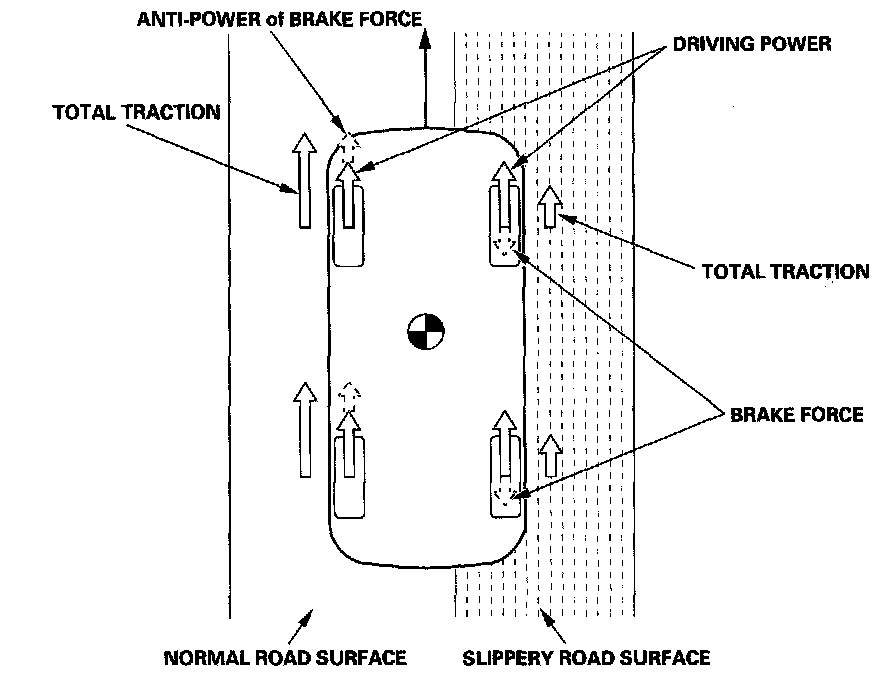 ANTI-POWER of BRAKE FORCE
DRIVING POWER
TOTAL TRACTION
TOTAL TRACTION
BRAKE FORCE
NORMAL ROAD SURFACE
SLIPPERY ROAD SURFACE